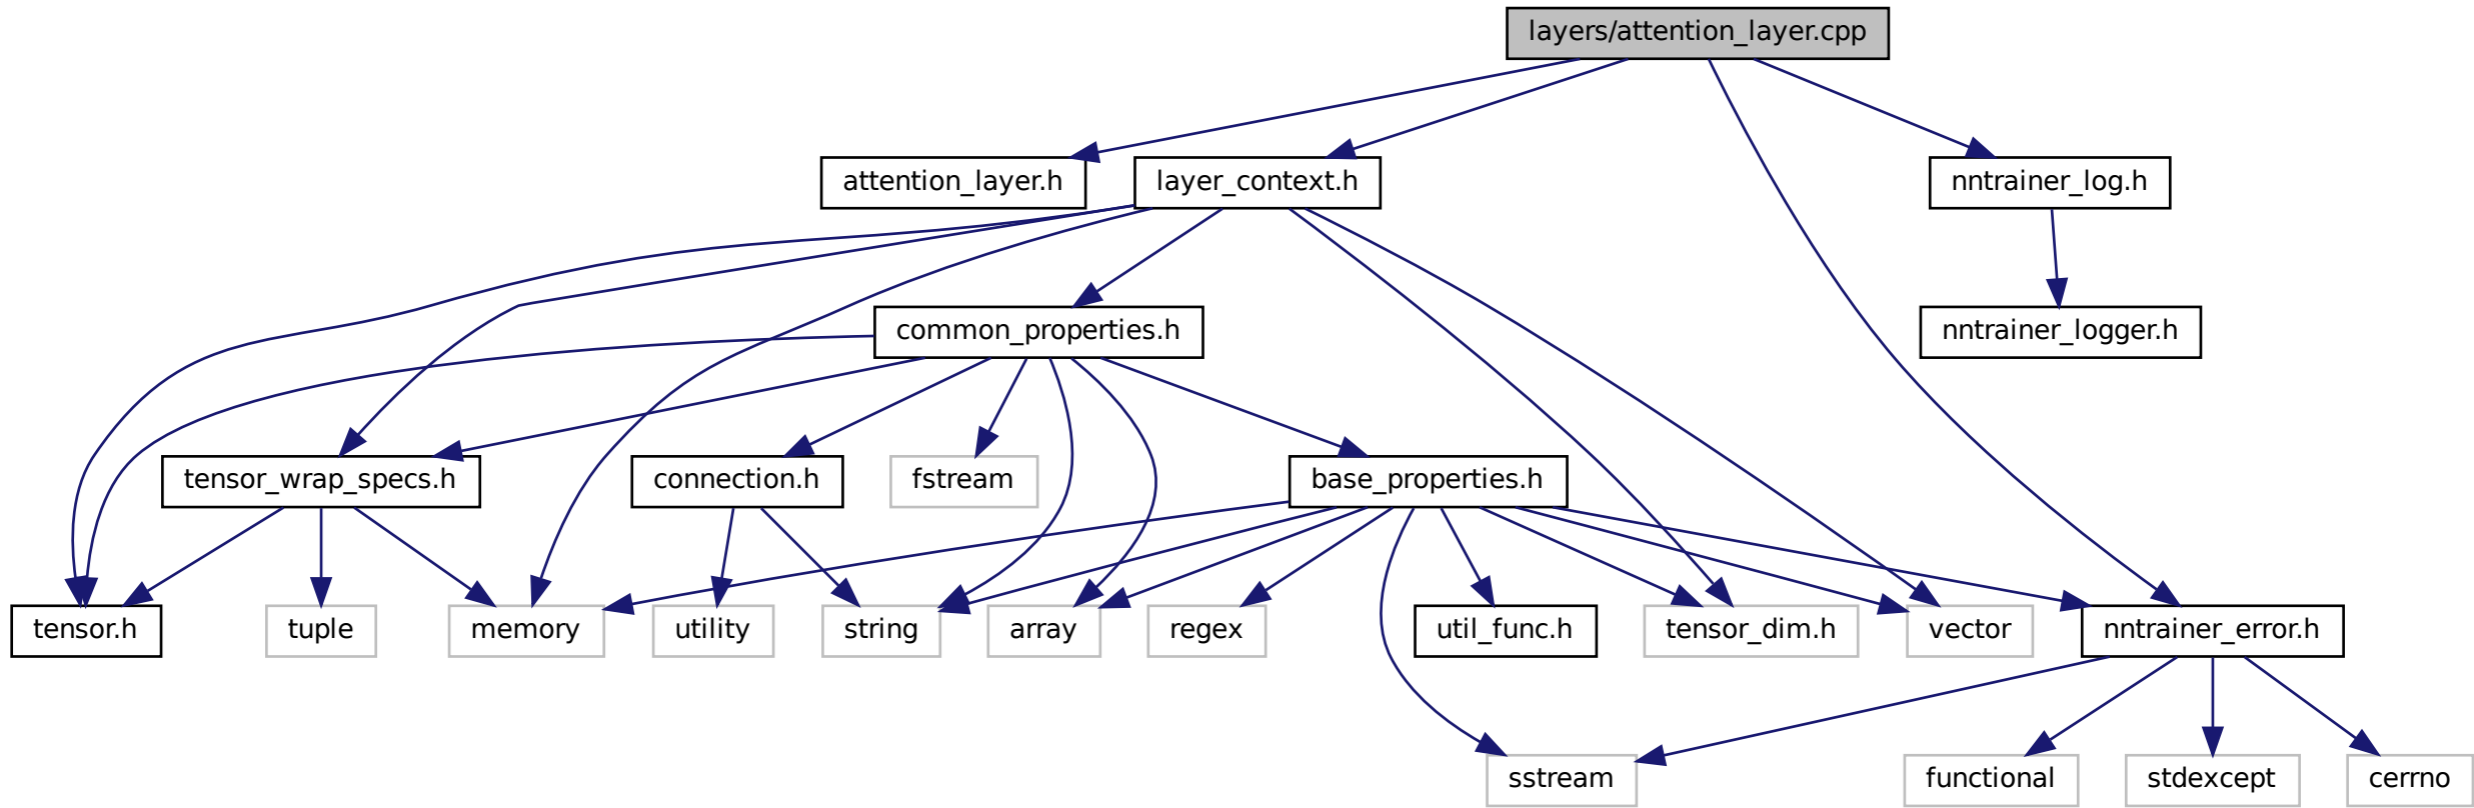 layers/attention_layer.cpp
attention_layer.h
layer_context.h
nntrainer_log.h
common_properties.h
nntrainer_logger.h
tensor_wrap_specs.h
connection.h
fstream
base_properties.h
tensor.h
tuple
memory
utility
string
array
regex
util_func.h
tensor_dim.h
vector
nntrainer_error.h
sstream
functional
stdexcept
cerrno